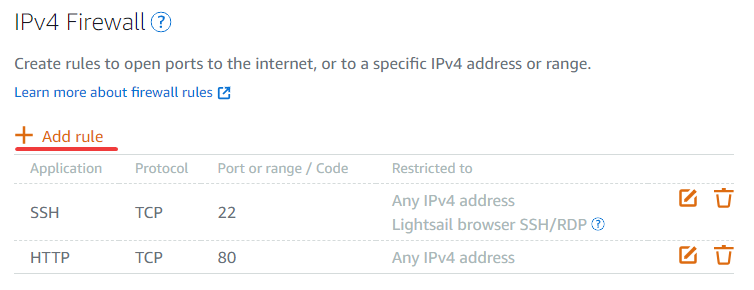 IPv4 Firewall ?
Create rules to open ports to the internet, or to a specific IPv4 address or range.
Learn more about firewall rules
+ Add rule
Application Protocol Port or range / Code Restricted to
SSH TCP 22 Any IPv4 address
Lightsail browser SSH/RDP ?
HTTP TCP 80 Any IPv4 address